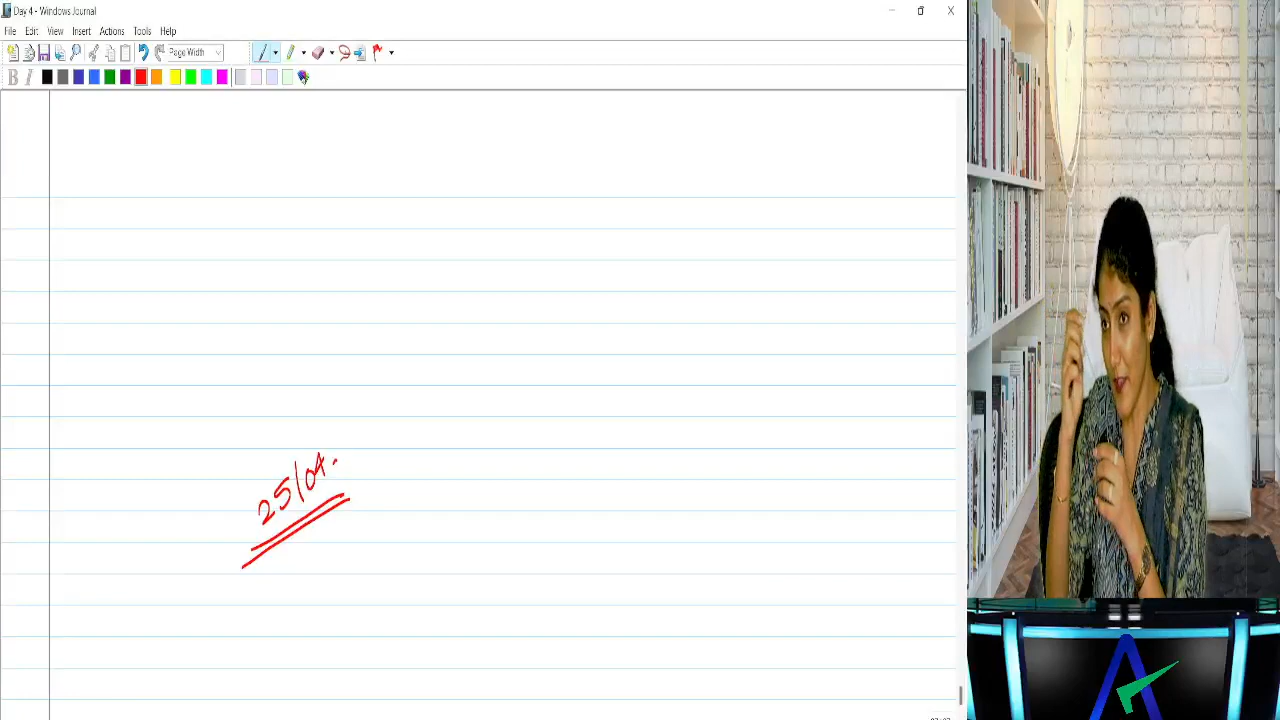 Day 4 - Windows Journal
File Edit View Insert Actions Tools Help
Page Width
B I
25/04.